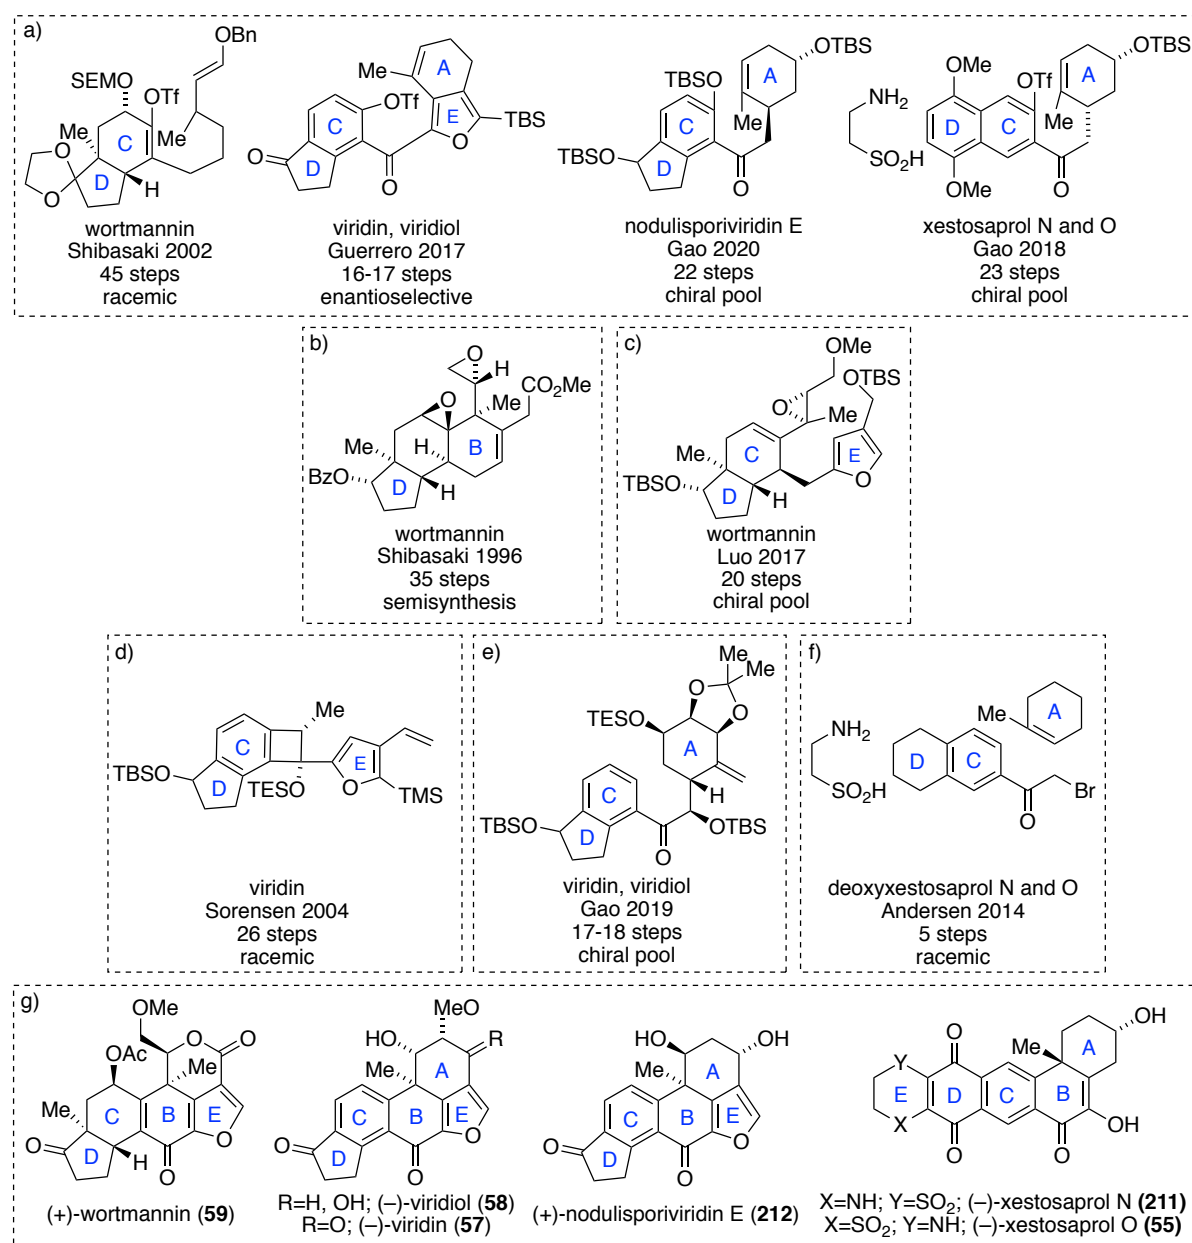 a)
OBn
SEMO
OTf
Me
Me
C
O
O
D
H
wortmannin
Shibasaki 2002
45 steps
racemic
A
Me
OTf
C
E
TBS
O
O
D
O
viridin, viridiol
Guerrero 2017
16-17 steps
enantioselective
OTBS
TBSO
A
Me
C
TBSO
D
O
nodulisporiviridin E
Gao 2020
22 steps
chiral pool
NH2
SO2H
OTBS
OMe
OTf
A
Me
D
C
OMe
O
xestosaprol N and O
Gao 2018
23 steps
chiral pool
b)
O
H
CO2Me
O
Me
Me
H
B
BzO
D
H
wortmannin
Shibasaki 1996
35 steps
semisynthesis
c)
OMe
OTBS
O
Me
C
E
Me
O
TBSO
D
H
wortmannin
Luo 2017
20 steps
chiral pool
d)
Me
C
E
TBSO
D
TESO
O
TMS
viridin
Sorensen 2004
26 steps
racemic
e)
Me
Me
O
O
TESO
A
H
C
TBSO
D
OTBS
O
viridin, viridiol
Gao 2019
17-18 steps
chiral pool
f)
NH2
SO2H
Me
A
D
C
Br
O
deoxyxestosaprol N and O
Andersen 2014
5 steps
racemic
g)
OMe
O
O
OAc
Me
Me
C
B
E
O
O
D
H
O
(+)-wortmannin (59)
MeO
HO
R
Me
A
C
B
E
O
O
D
O
R=H, OH; (–)-viridiol (58)
R=O; (–)-viridin (57)
HO
OH
Me
A
C
B
E
O
O
D
O
(+)-nodulisporiviridin E (212)
OH
O
Me
A
Y
E
D
C
B
X
OH
O
O
X=NH; Y=SO2; (–)-xestosaprol N (211)
X=SO2; Y=NH; (–)-xestosaprol O (55)